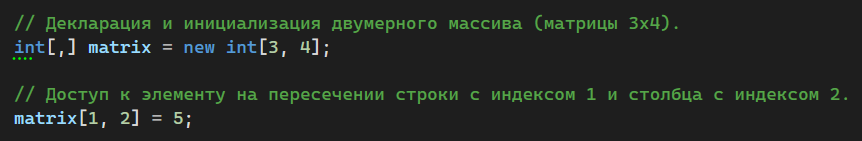 // Декларация и инициализация двумерного массива (матрицы 3x4).
int[,] matrix = new int[3, 4];
// Доступ к элементу на пересечении строки с индексом 1 и столбца с индексом 2.
matrix[1, 2] = 5;